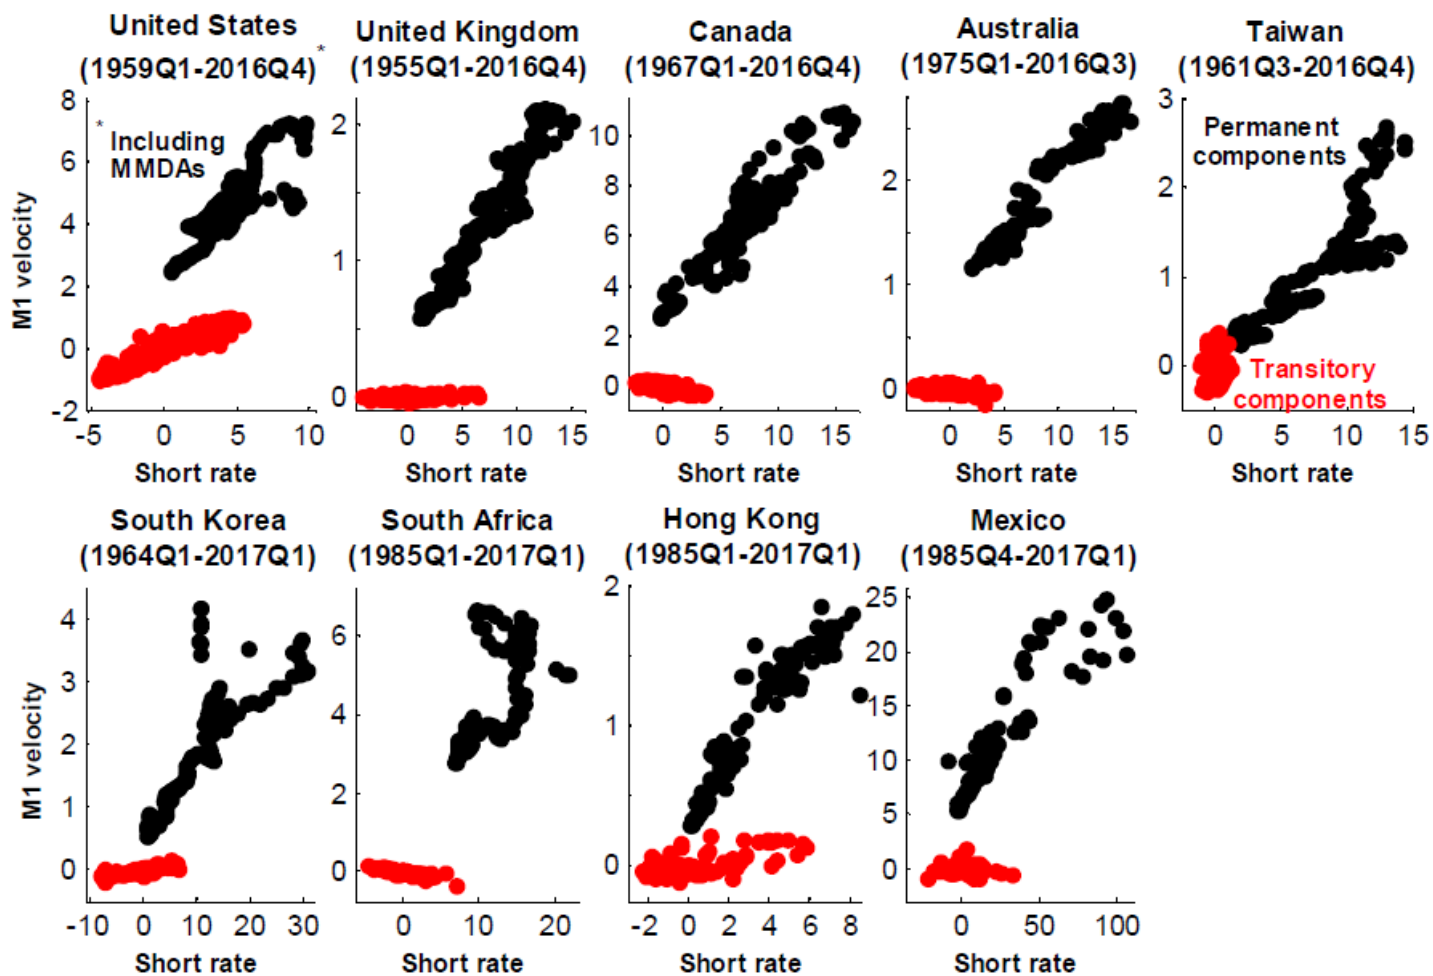 United States
(1959Q1-2016Q4)*
United Kingdom
(1955Q1-2016Q4)
Canada
(1967Q1-2016Q4)
Australia
(1975Q1-2016Q3)
Taiwan
(1961Q3-2016Q4)
M1 velocity
8
6
4
2
0
-2
* Including
MMDAs
-5
0
5
10
Short rate
2
1
0
0
5
10
15
Short rate
10
8
6
4
2
0
0
5
10
15
Short rate
2
1
0
0
5
10
15
Short rate
3
2
1
0
Permanent
components
Transitory
components
0
5
10
15
Short rate
South Korea
(1964Q1-2017Q1)
South Africa
(1985Q1-2017Q1)
Hong Kong
(1985Q1-2017Q1)
Mexico
(1985Q4-2017Q1)
M1 velocity
4
3
2
1
0
-10
0
10
20
30
Short rate
6
4
2
0
0
10
20
Short rate
2
1
0
-2
0
2
4
6
8
Short rate
25
20
15
10
5
0
0
50
100
Short rate